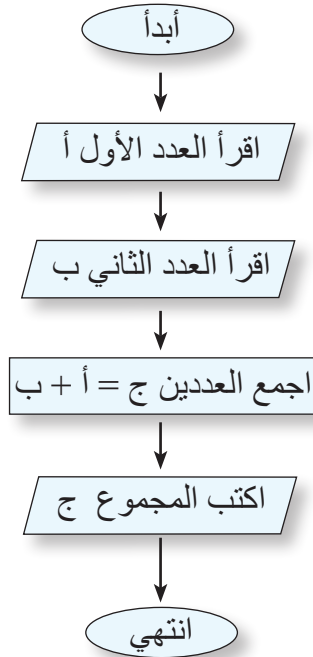 أبدأ
اقرأ العدد الأول أ
اقرأ العدد الثاني ب
اجمع العددين ج = أ + ب
اكتب المجموع ج
انتهي